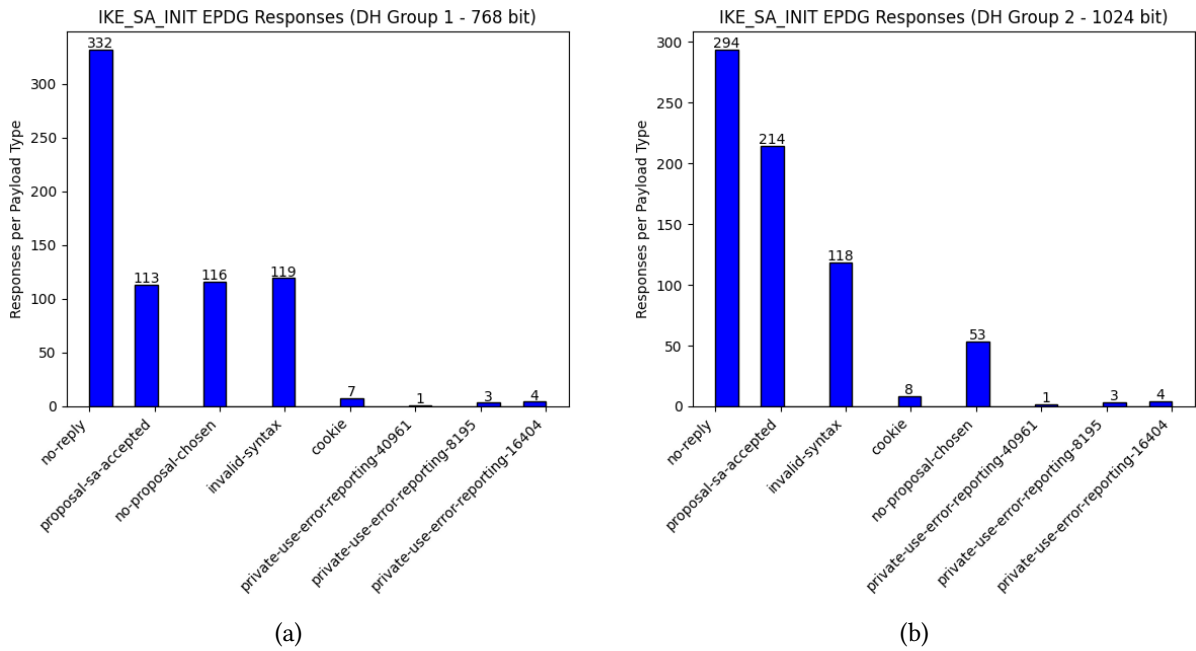 IKE_SA_INIT EPDG Responses (DH Group 1 - 768 bit)
Responses per Payload Type
300
250
200
150
100
50
0
332
113
116
119
7
1
3
4
no-reply
proposal-sa-accepted
no-proposal-chosen
invalid-syntax
cookie
private-use-error-reporting-40961
private-use-error-reporting-8195
private-use-error-reporting-16404
(a)
IKE_SA_INIT EPDG Responses (DH Group 2 - 1024 bit)
Responses per Payload Type
300
250
200
150
100
50
0
294
214
118
8
53
1
3
4
no-reply
proposal-sa-accepted
invalid-syntax
cookie
no-proposal-chosen
private-use-error-reporting-40961
private-use-error-reporting-8195
private-use-error-reporting-16404
(b)